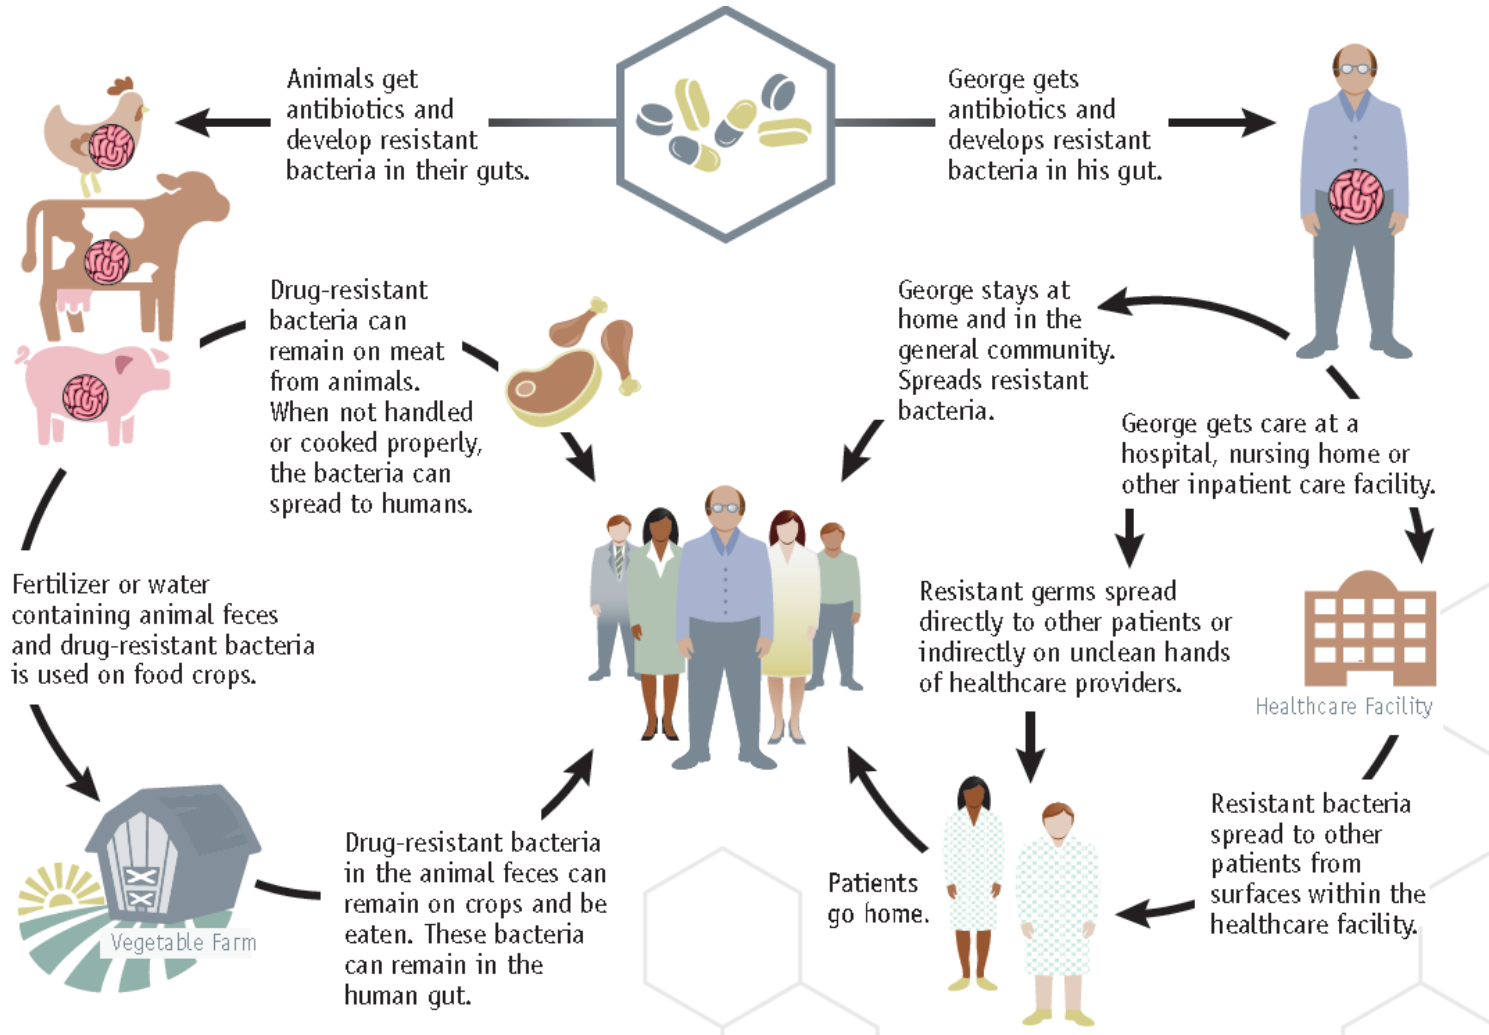 Animals get
antibiotics and
develop resistant
bacteria in their guts.
George gets
antibiotics and
develops resistant
bacteria in his gut.
Drug-resistant
bacteria can
remain on meat
from animals.
When not handled
or cooked properly,
the bacteria can
spread to humans.
George stays at
home and in the
general community.
Spreads resistant
bacteria.
George gets care at a
hospital, nursing home or
other inpatient care facility.
Fertilizer or water
containing animal feces
and drug-resistant bacteria
is used on food crops.
Resistant germs spread
directly to other patients or
indirectly on unclean hands
of healthcare providers.
Healthcare Facility
Vegetable Farm
Drug-resistant bacteria
in the animal feces can
remain on crops and be
eaten. These bacteria
can remain in the
human gut.
Patients
go home.
Resistant bacteria
spread to other
patients from
surfaces within the
healthcare facility.